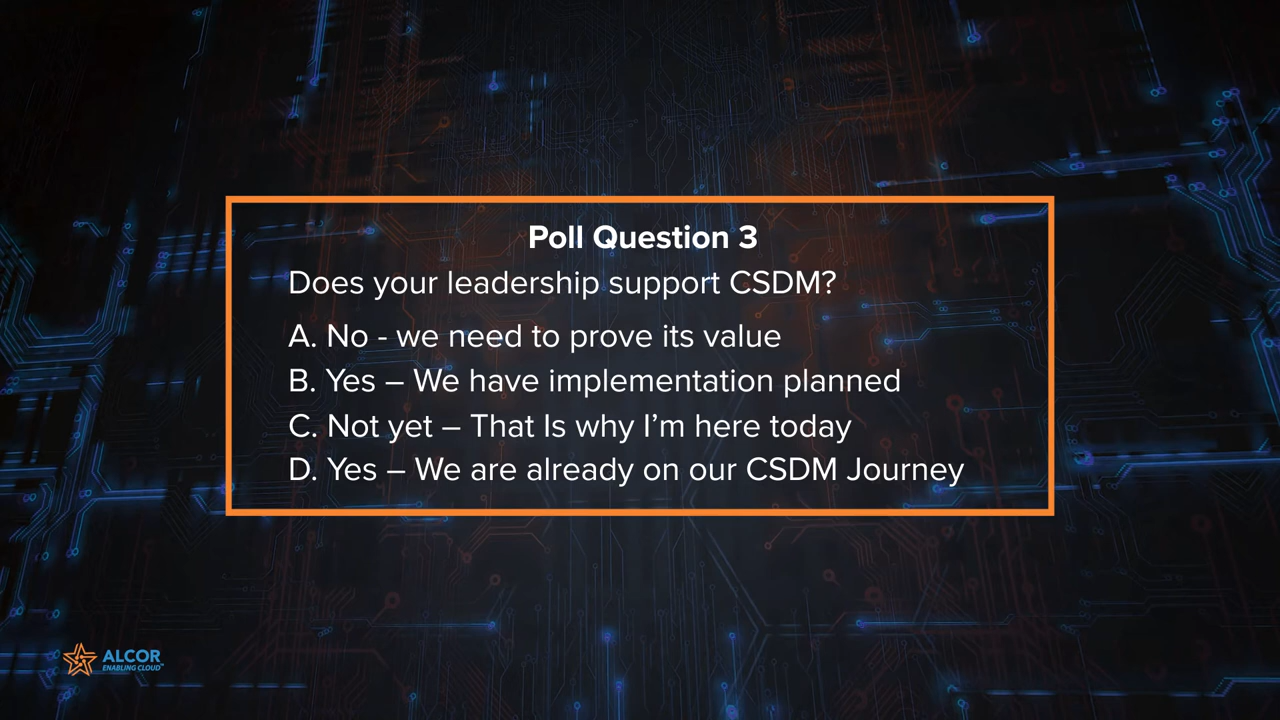 Poll Question 3
Does your leadership support CSDM?
A. No - we need to prove its value
B. Yes – We have implementation planned
C. Not yet – That Is why I’m here today
D. Yes – We are already on our CSDM Journey
ALCOR
ENABLING CLOUD™